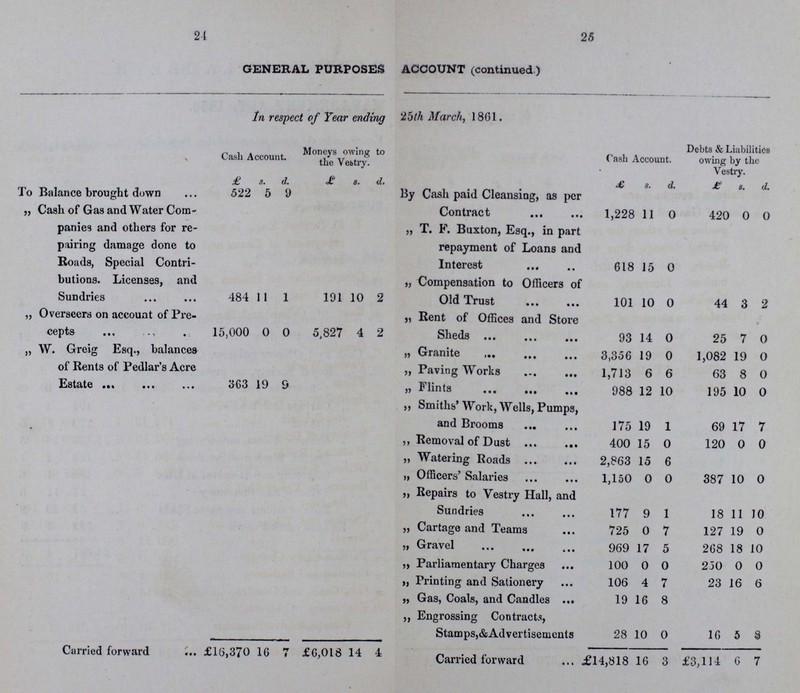 24
GENERAL PURPOSES
In respect of Year ending
Cash Account. Moneys owing to the Vestry.
£ s. d. £ s. d.
To Balance brought down ... 522 5 9
„ Cash of Gas and Water Com-
panies and others for re-
pairing damage done to
Roads, Special Contri-
butions. Licenses, and
Sundries ... ... 484 11 1 191 10 2
„ Overseers on account of Pre-
cepts ... ... . 15,000 0 0 5,827 4 2
„ W. Greig Esq., balances
of Rents of Pedlar's Acre
Estate ... ... ... 363 19 9
Carried forward ... £16,370 16 7 £6,018 14 4
25
ACCOUNT (continued.)
25th March, 1861.
Cash Account. Debts & Liabilities owing by the Vestry.
£ s. d. £ s. d.
By Cash paid Cleansing, as per
Contract ... ... 1,228 11 0 420 0 0
„ T. F. Buxton, Esq., in part
repayment of Loans and
Interest ... .. 618 15 0
„ Compensation to Officers of
Old Trust ... ... 101 10 0 44 3 2
„ Rent of Offices and Store
Sheds ... ... ... 93 14 0 25 7 0
„ Granite ... ... ... 3,356 19 0 1,082 19 0
„ Paving Works ... ... 1,713 6 6 63 8 0
„ Flints ... ... ... 988 12 10 195 10 0
„ Smiths' Work, Wells, Pumps,
and Brooms ... ... 175 19 1 69 17 7
„ Removal of Dust ... ... 400 15 0 120 0 0
„ Watering Roads ... ... 2,863 15 6
„ Officers' Salaries ... ... 1,150 0 0 387 10 0
„ Repairs to Vestry Hall, and
Sundries ... ... 177 9 1 18 11 10
„ Cartage and Teams ... 725 0 7 127 19 0
„ Gravel ... ... ... 969 17 5 268 18 10
„ Parliamentary Charges ... 100 0 0 250 0 0
„ Printing and Sationery ... 106 4 7 23 16 6
„ Gas, Coals, and Candles ... 19 16 8
„ Engrossing Contracts,
Stamps,&Advertisements 28 10 0 16 5 8
Carried forward ... £14,818 16 3 £3,114 6 7